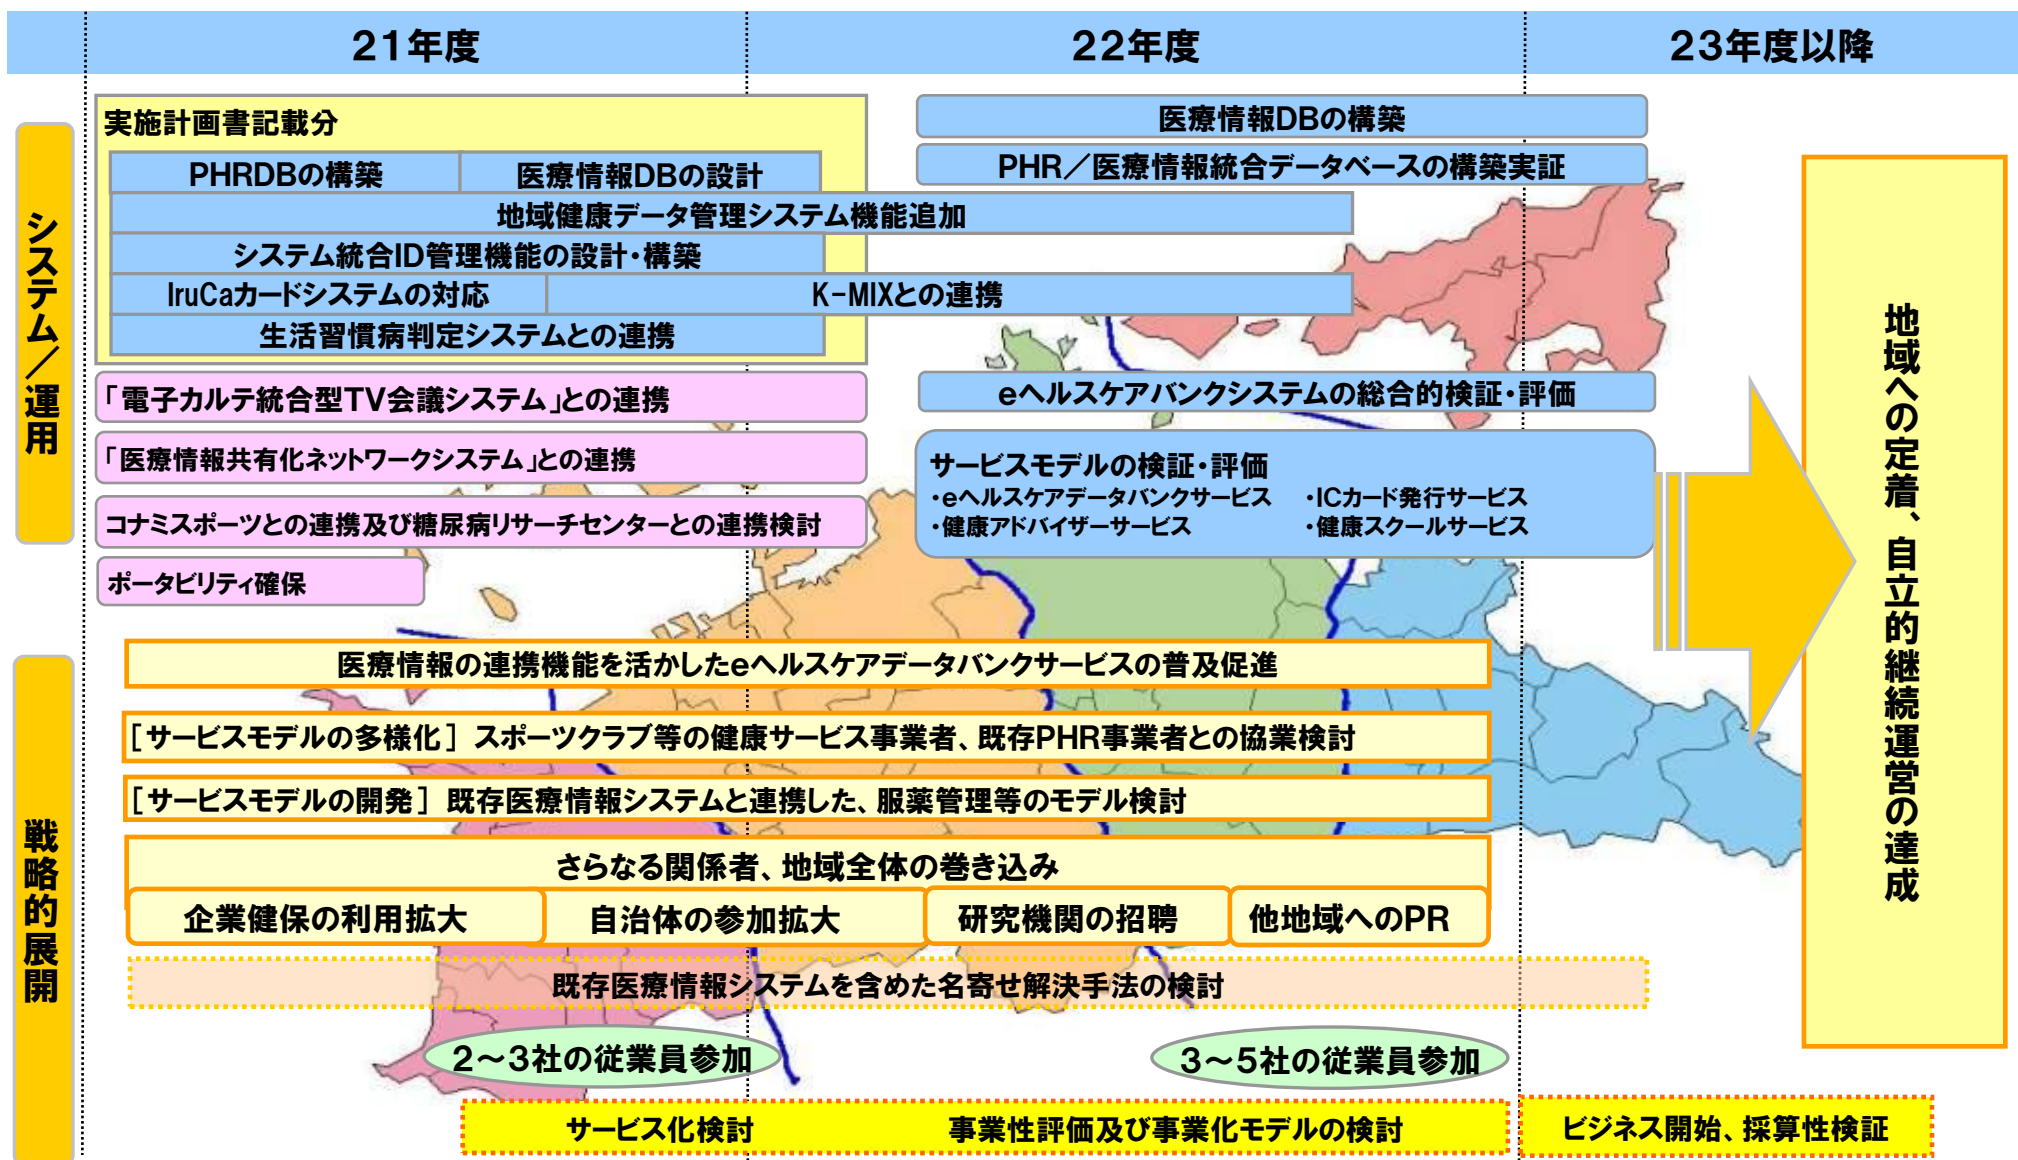 21年度
22年度
23年度以降
システム／運用
実施計画書記載分
PHRDBの構築
医療情報DBの設計
地域健康データ管理システム機能追加
システム統合ID管理機能の設計・構築
IruCaカードシステムの対応
K-MIXとの連携
生活習慣病判定システムとの連携
「電子カルテ統合型TV会議システム」との連携
「医療情報共有化ネットワークシステム」との連携
コナミスポーツとの連携及び糖尿病リサーチセンターとの連携検討
ポータビリティ確保
医療情報DBの構築
PHR／医療情報統合データベースの構築実証
eヘルスケアバンクシステムの総合的検証・評価
サービスモデルの検証・評価
・eヘルスケアデータバンクサービス
・ICカード発行サービス
・健康アドバイザーサービス
・健康スクールサービス
戦略的展開
医療情報の連携機能を活かしたeヘルスケアデータバンクサービスの普及促進
［サービスモデルの多様化］ スポーツクラブ等の健康サービス事業者、既存PHR事業者との協業検討
［サービスモデルの開発］ 既存医療情報システムと連携した、服薬管理等のモデル検討
さらなる関係者、地域全体の巻き込み
企業健保の利用拡大
自治体の参加拡大
研究機関の招聘
他地域へのPR
既存医療情報システムを含めた名寄せ解決手法の検討
2～3社の従業員参加
3～5社の従業員参加
サービス化検討
事業性評価及び事業化モデルの検討
ビジネス開始、採算性検証
地域への定着、自立的継続運営の達成